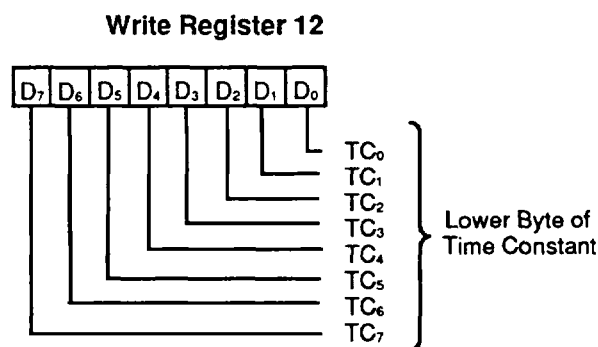 Write Register 12
D₇ D₆ D₅ D₄ D₃ D₂ D₁ D₀
TC₀
TC₁
TC₂
TC₃
TC₄
TC₅
TC₆
TC₇
Lower Byte of
Time Constant